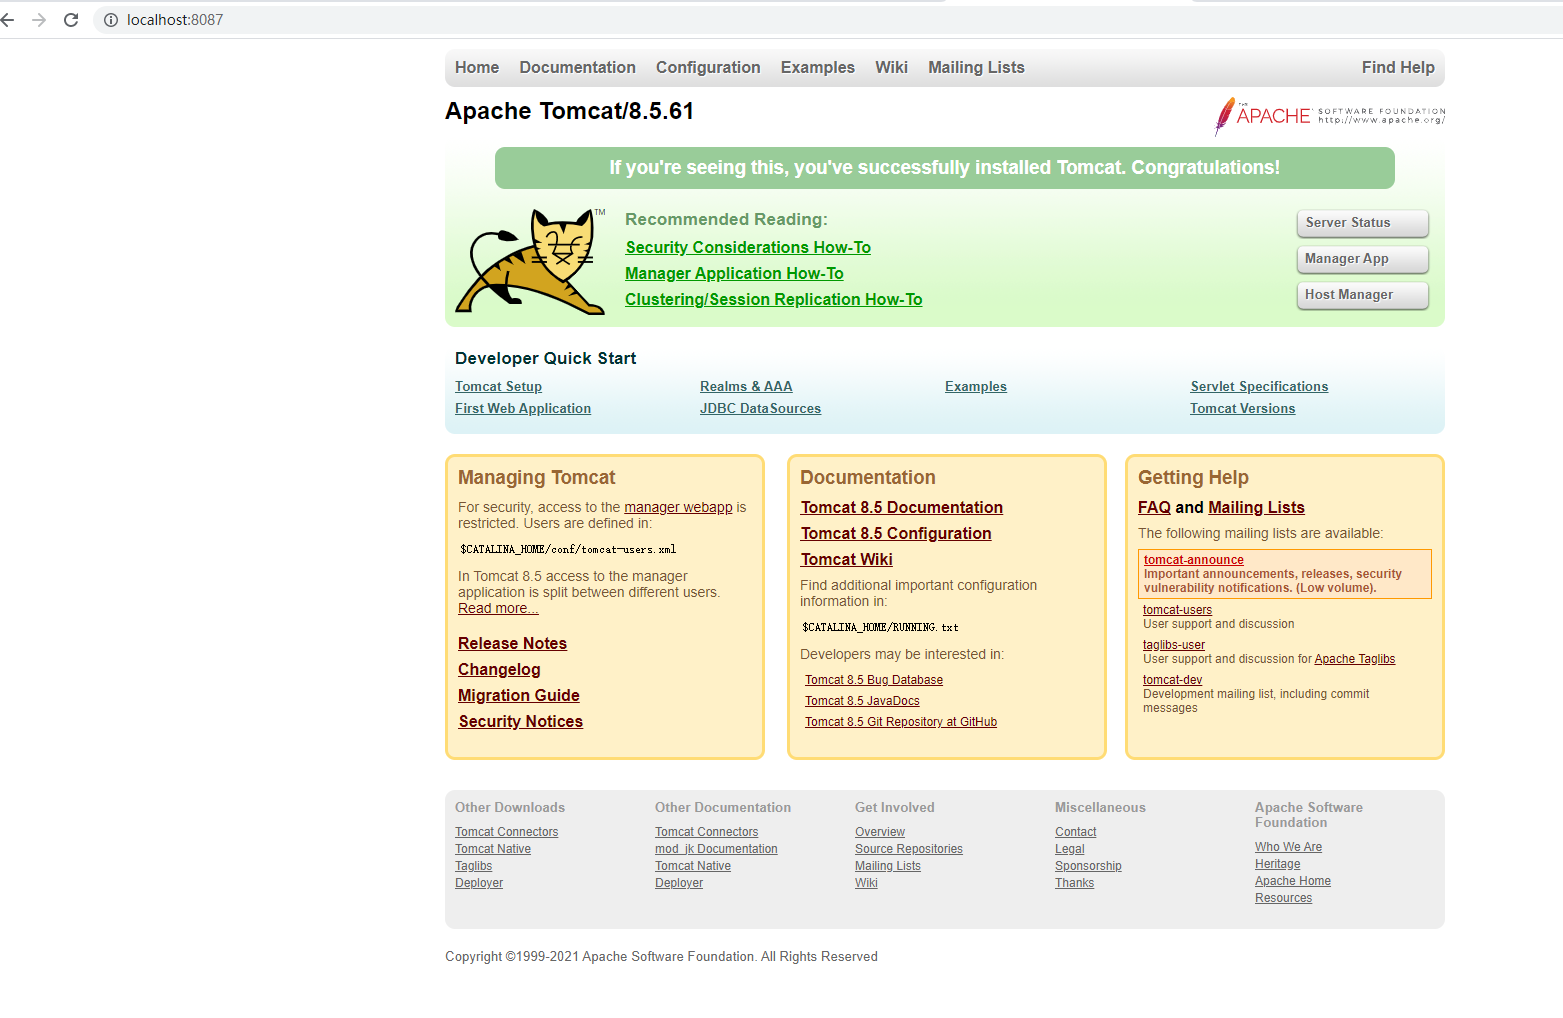 localhost:8087
Home Documentation Configuration Examples Wiki Mailing Lists Find Help
Apache Tomcat/8.5.61
THE APACHE SOFTWARE FOUNDATION
http://www.apache.org/
If you're seeing this, you've successfully installed Tomcat. Congratulations!
TM
Recommended Reading:
Security Considerations How-To
Manager Application How-To
Clustering/Session Replication How-To
Server Status
Manager App
Host Manager
Developer Quick Start
Tomcat Setup
First Web Application
Realms & AAA
JDBC DataSources
Examples
Servlet Specifications
Tomcat Versions
Managing Tomcat
For security, access to the manager webapp is
restricted. Users are defined in:
$CATALINA_HOME/conf/tomcat-users.xml
In Tomcat 8.5 access to the manager
application is split between different users.
Read more...
Release Notes
Changelog
Migration Guide
Security Notices
Documentation
Tomcat 8.5 Documentation
Tomcat 8.5 Configuration
Tomcat Wiki
Find additional important configuration
information in:
$CATALINA_HOME/RUNNING.txt
Developers may be interested in:
Tomcat 8.5 Bug Database
Tomcat 8.5 JavaDocs
Tomcat 8.5 Git Repository at GitHub
Getting Help
FAQ and Mailing Lists
The following mailing lists are available:
tomcat-announce
Important announcements, releases, security
vulnerability notifications. (Low volume).
tomcat-users
User support and discussion
taglibs-user
User support and discussion for Apache Taglibs
tomcat-dev
Development mailing list, including commit
messages
Other Downloads
Tomcat Connectors
Tomcat Native
Taglibs
Deployer
Other Documentation
Tomcat Connectors
mod_jk Documentation
Tomcat Native
Deployer
Get Involved
Overview
Source Repositories
Mailing Lists
Wiki
Miscellaneous
Contact
Legal
Sponsorship
Thanks
Apache Software
Foundation
Who We Are
Heritage
Apache Home
Resources
Copyright ©1999-2021 Apache Software Foundation. All Rights Reserved